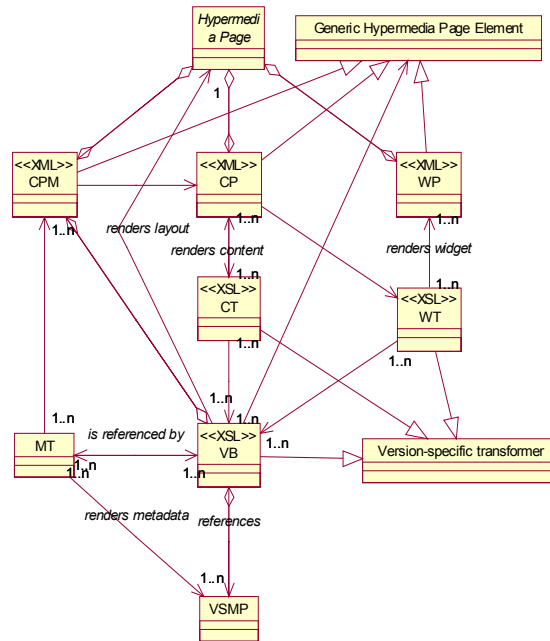 Hypermedi
a Page
Generic Hypermedia Page Element
1
<<XML>>
CPM
<<XML>>
CP
<<XML>>
WP
1..n
1..n
1..n
renders layout
renders content
renders widget
1..n
1..n
<<XSL>>
CT
<<XSL>>
WT
1..n
1..n
1..n
1..n
1..n
MT
is referenced by
<<XSL>>
VB
1..n
Version-specific transformer
1..n
1..n
1..n
renders metadata
references
1..n
VSMP